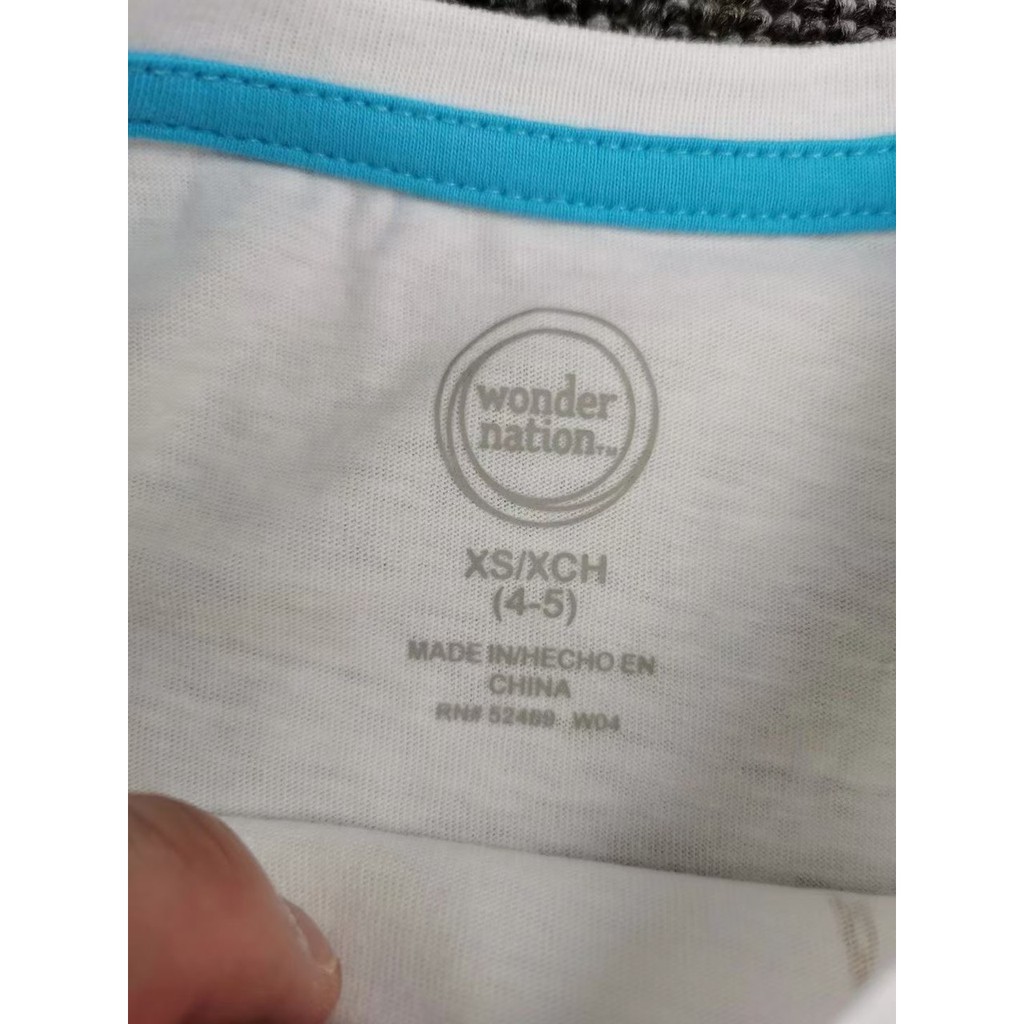 wonder
nation™
XS/XCH
(4-5)
MADE IN/HECHO EN
CHINA
RN# 52469 W04